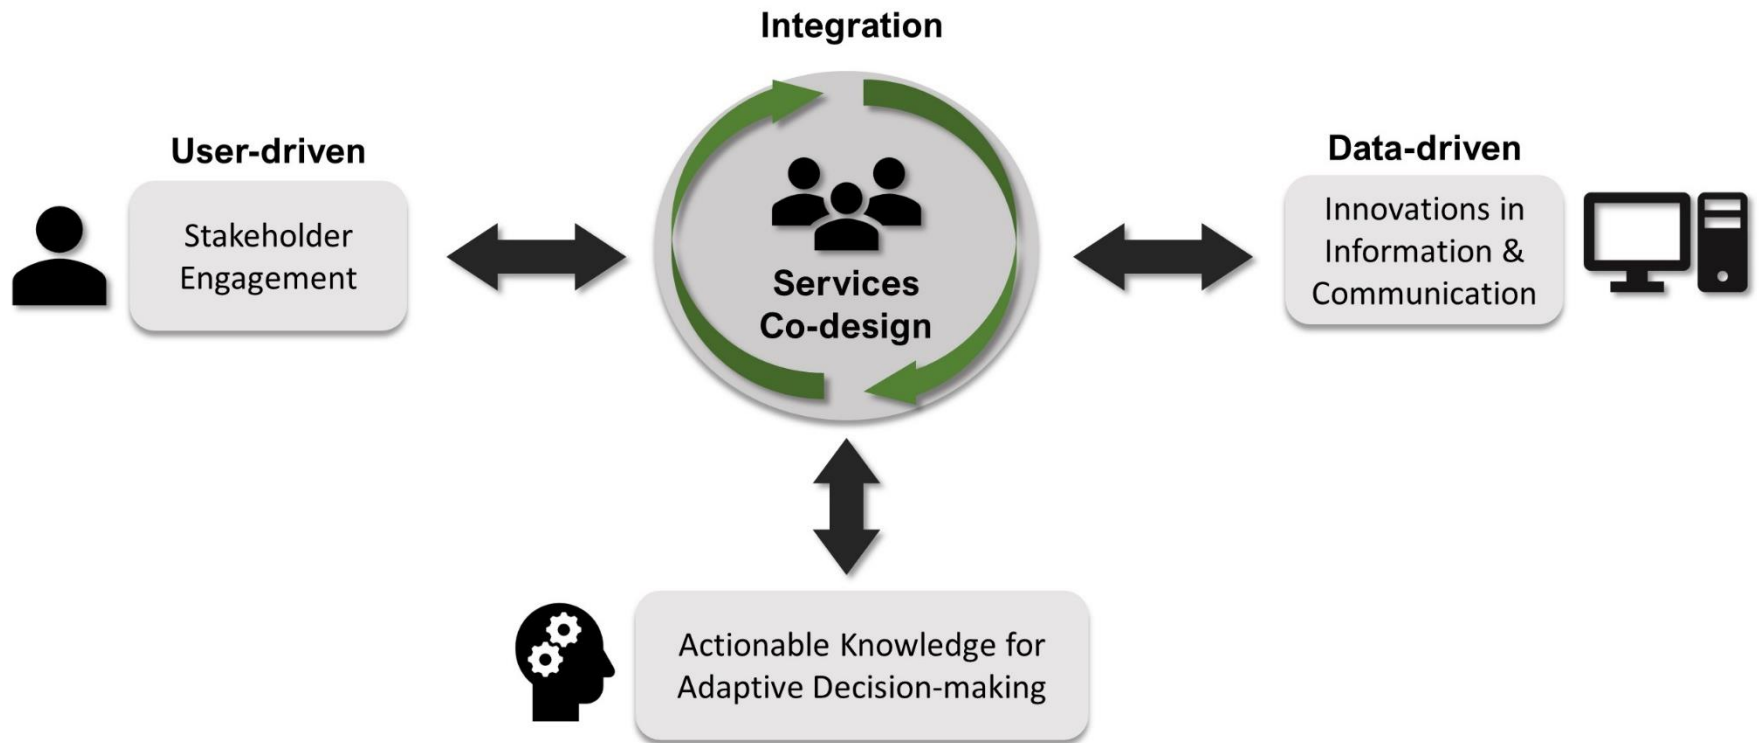 Integration
User-driven
Stakeholder
Engagement
Services
Co-design
Data-driven
Innovations in
Information &
Communication
Actionable Knowledge for
Adaptive Decision-making